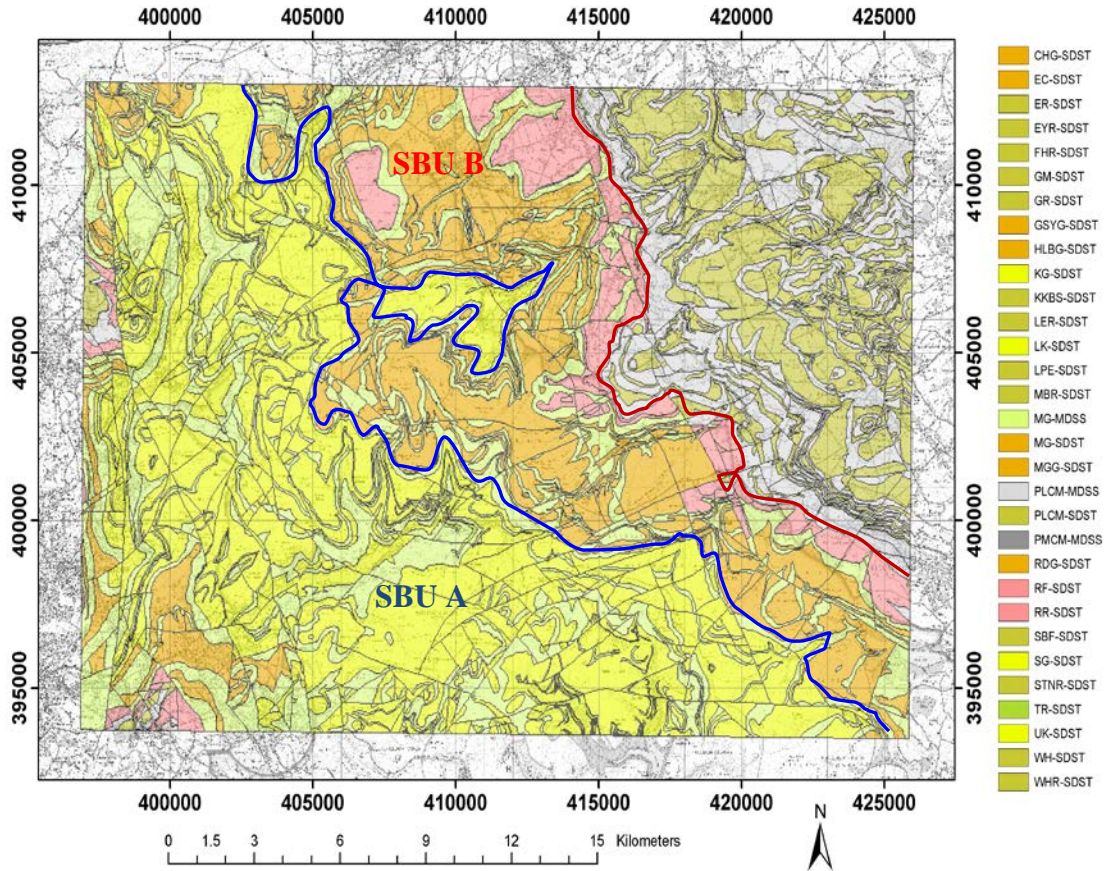 400000 405000 410000 415000 420000 425000
410000
405000
400000
395000
SBU B
SBU A
410000
405000
400000
395000
400000 405000 410000 415000 420000 425000
CHG-SDST
EC-SDST
ER-SDST
EYR-SDST
FHR-SDST
GM-SDST
GR-SDST
GSYG-SDST
HLBG-SDST
KG-SDST
KKBS-SDST
LER-SDST
LK-SDST
LPE-SDST
MBR-SDST
MG-MDSS
MG-SDST
MGG-SDST
PLCM-MDSS
PLCM-SDST
PMCM-MDSS
RDG-SDST
RF-SDST
RR-SDST
SBF-SDST
SG-SDST
STNR-SDST
TR-SDST
UK-SDST
WH-SDST
WHR-SDST
0 1.5 3 6 9 12 15 Kilometers
N